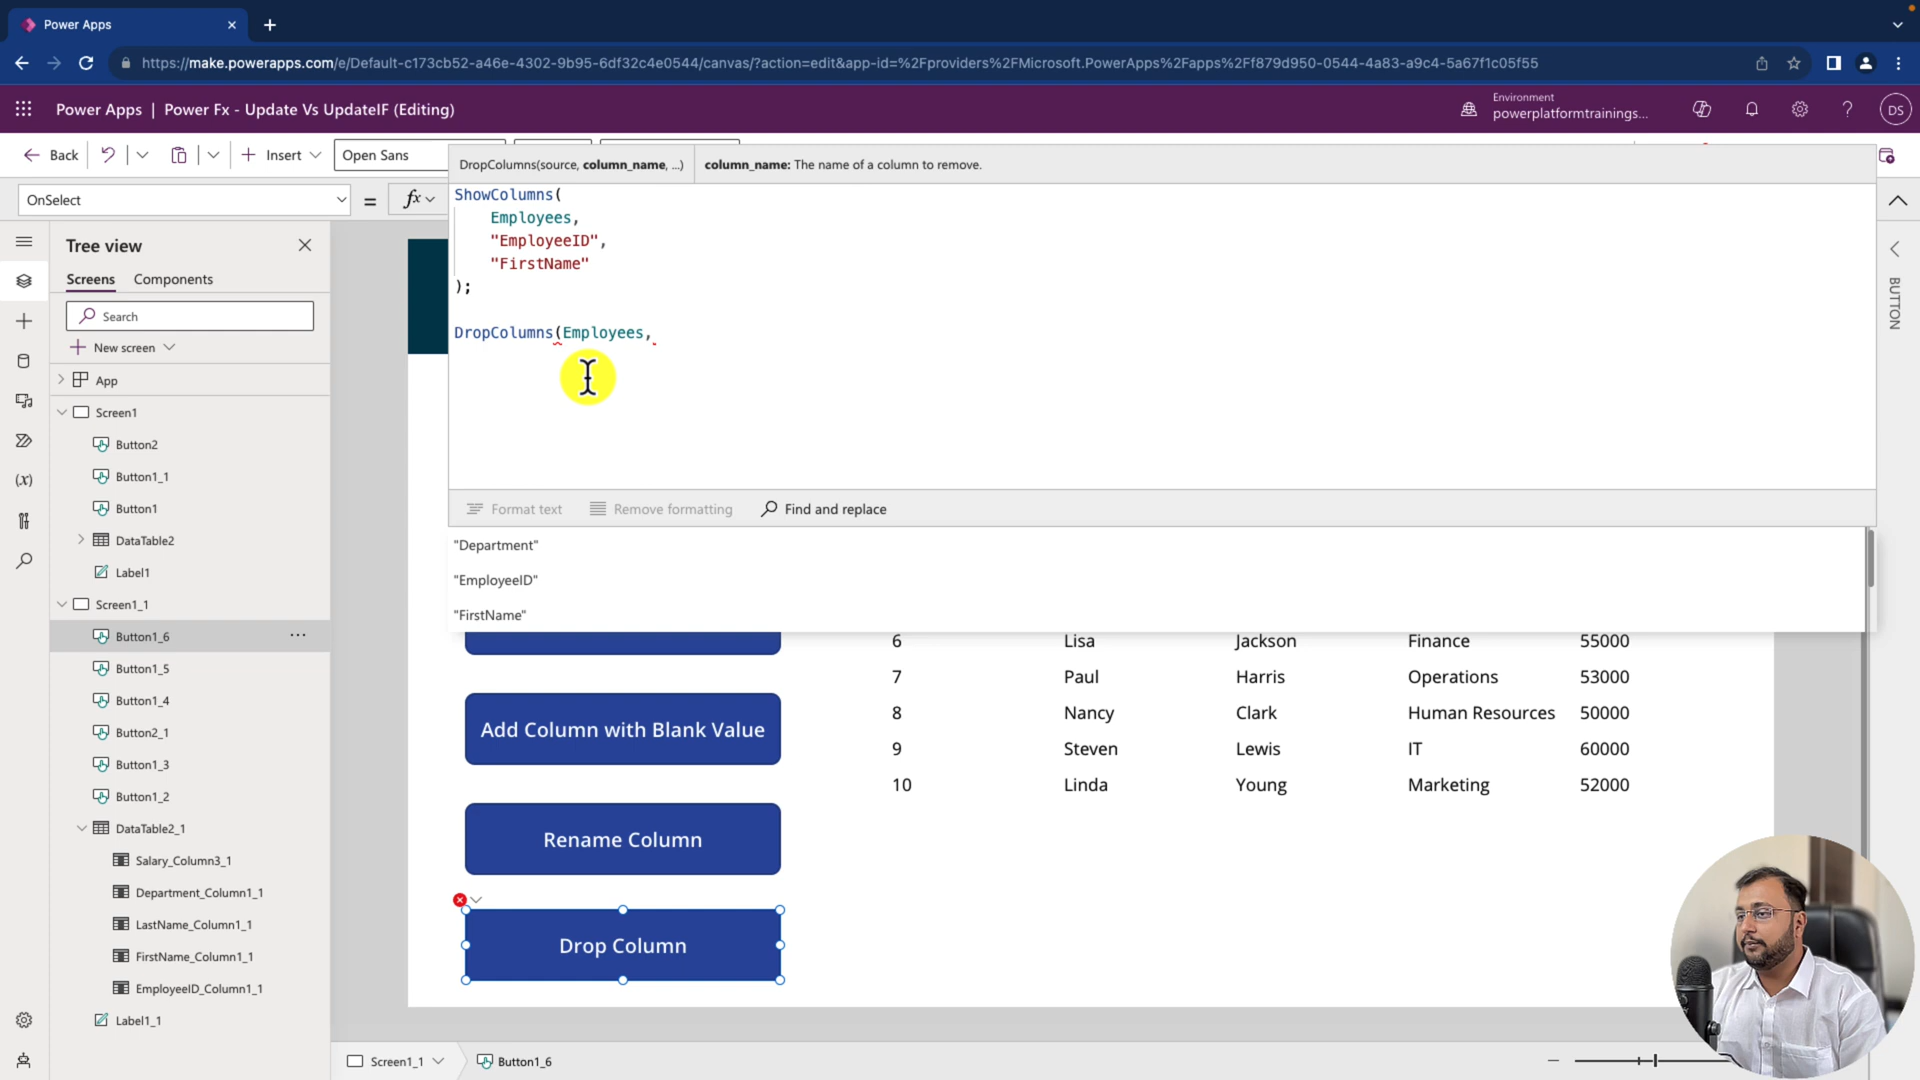 Power Apps
https://make.powerapps.com/e/Default-c173cb52-a46e-4302-9b95-6df32c4e0544/canvas/?action=edit&app-id=%2Fproviders%2FMicrosoft.PowerApps%2Fapps%2Ff879d950-0544-4a83-a9c4-5a67f1c05f55
Power Apps | Power Fx - Update Vs UpdateIF (Editing)
Environment
powerplatformtrainings...
DS
Back
Insert
Open Sans
DropColumns(source, column_name, ...)
column_name: The name of a column to remove.
OnSelect
=
fx
ShowColumns(
Employees,
"EmployeeID",
"FirstName"
);
DropColumns(Employees,
Format text
Remove formatting
Find and replace
"Department"
"EmployeeID"
"FirstName"
Tree view
Screens
Components
Search
New screen
App
Screen1
Button2
Button1_1
Button1
DataTable2
Label1
Screen1_1
Button1_6
Button1_5
Button1_4
Button2_1
Button1_3
Button1_2
DataTable2_1
Salary_Column3_1
Department_Column1_1
LastName_Column1_1
FirstName_Column1_1
EmployeeID_Column1_1
Label1_1
(x)
Add Column with Blank Value
Rename Column
Drop Column
6 Lisa Jackson Finance 55000
7 Paul Harris Operations 53000
8 Nancy Clark Human Resources 50000
9 Steven Lewis IT 60000
10 Linda Young Marketing 52000
BUTTON
Screen1_1
Button1_6